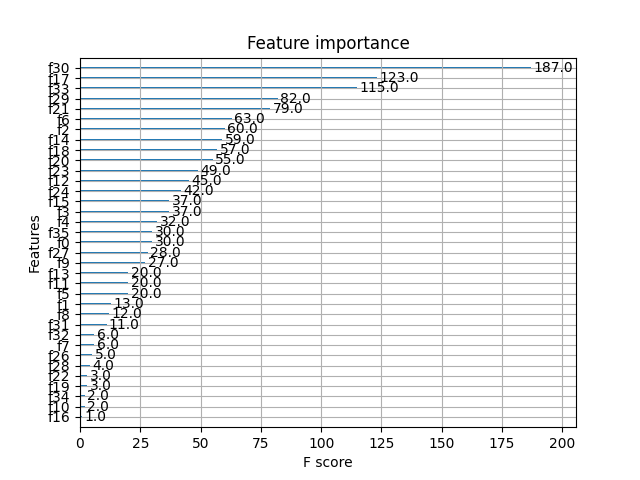 Feature importance
f30 187.0
f17 123.0
f33 115.0
f29 82.0
f21 79.0
f6 63.0
f2 60.0
f14 59.0
f18 57.0
f20 55.0
f23 49.0
f12 45.0
f24 42.0
f15 37.0
f3 37.0
f4 32.0
f35 30.0
f0 30.0
f27 28.0
f9 27.0
f13 20.0
f11 20.0
f5 20.0
f1 13.0
f8 12.0
f31 11.0
f32 6.0
f7 6.0
f26 5.0
f28 4.0
f22 3.0
f19 3.0
f34 2.0
f10 2.0
f16 1.0
Features
0 25 50 75 100 125 150 175 200
F score